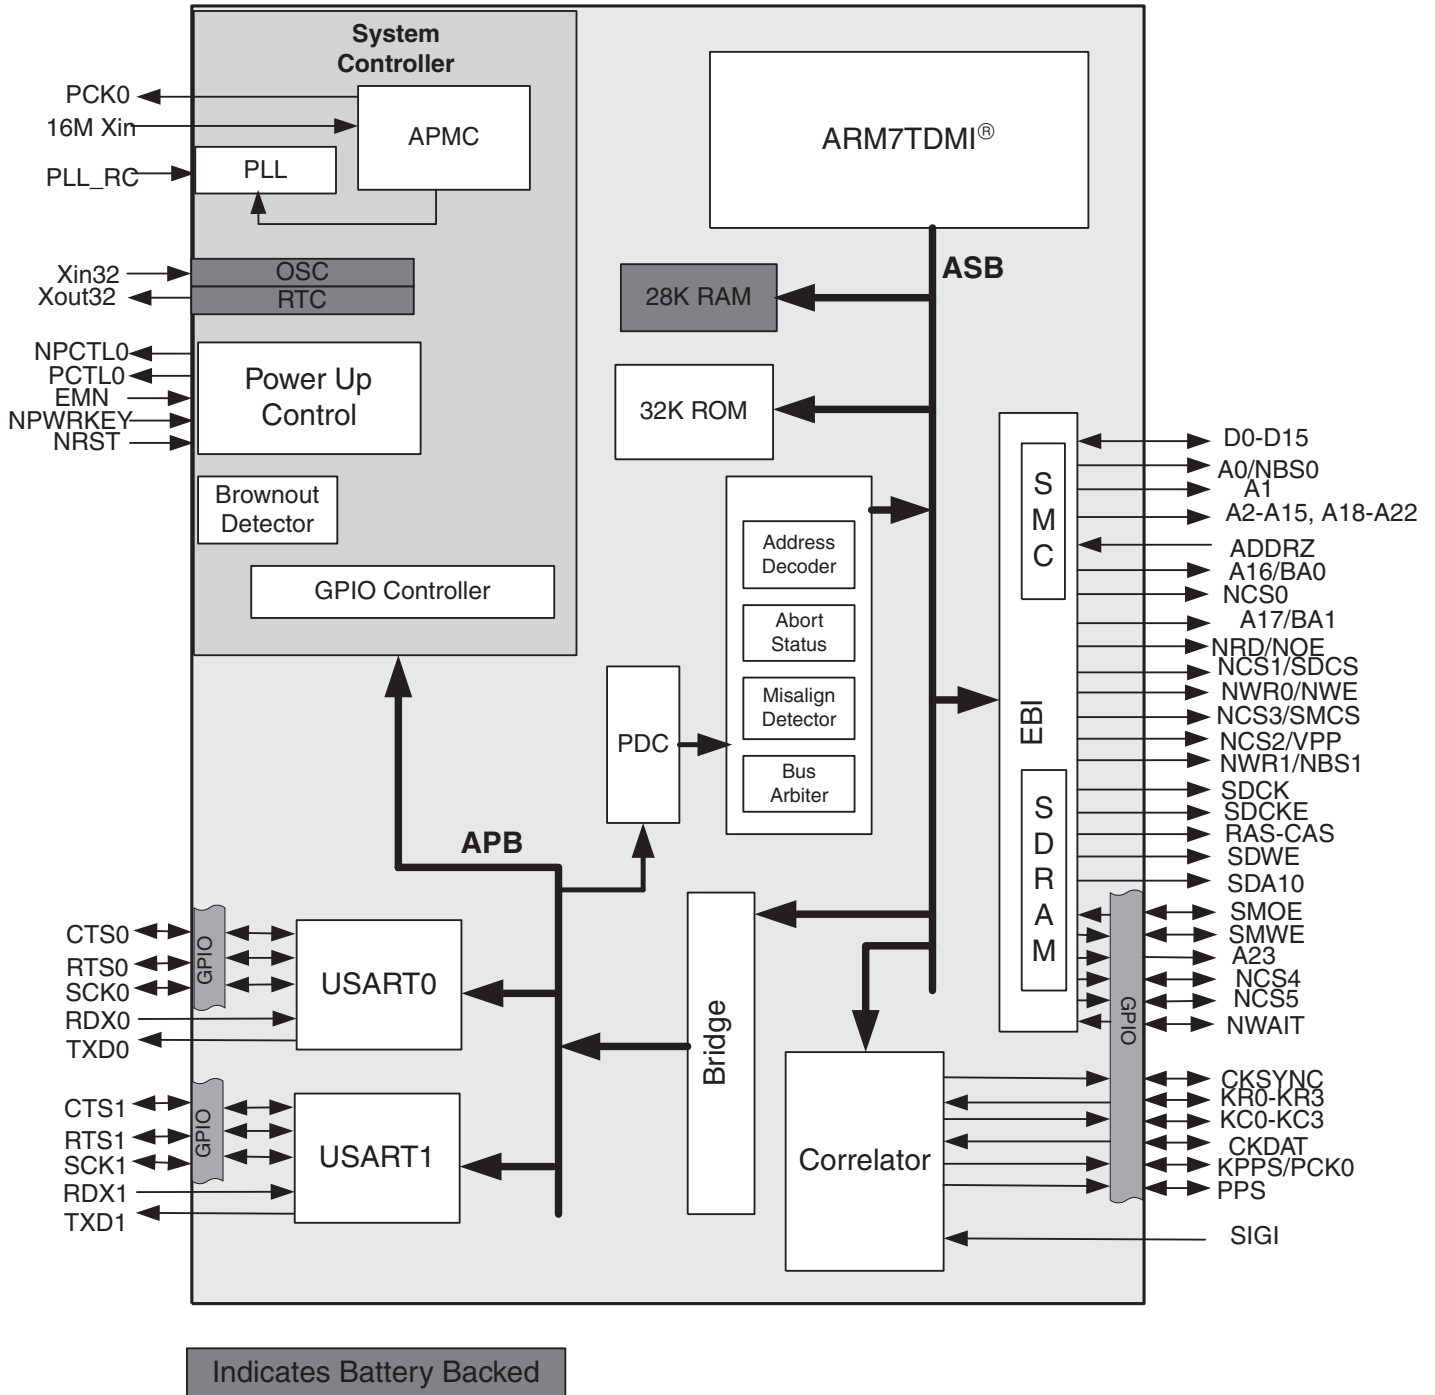 System
Controller
PCK0
16M Xin
PLL_RC
APMC
PLL
Xin32
Xout32
OSC
RTC
NPCTL0
PCTL0
EMN
NPWRKEY
NRST
Power Up
Control
Brownout
Detector
GPIO Controller
ARM7TDMI®
ASB
28K RAM
32K ROM
Address
Decoder
Abort
Status
Misalign
Detector
Bus
Arbiter
PDC
APB
SMC
EBI
SDRAM
D0-D15
A0/NBS0
A1
A2-A15, A18-A22
ADDRZ
A16/BA0
NCS0
A17/BA1
NRD/NOE
NCS1/SDCS
NWR0/NWE
NCS3/SMCS
NCS2/VPP
NWR1/NBS1
SDCK
SDCKE
RAS-CAS
SDWE
SDA10
SMOE
SMWE
A23
NCS4
NCS5
NWAIT
GPIO
CKSYNC
KR0-KR3
KC0-KC3
CKDAT
KPPS/PCK0
PPS
SIGI
CTS0
RTS0
SCK0
RDX0
TXD0
GPIO
USART0
CTS1
RTS1
SCK1
RDX1
TXD1
GPIO
USART1
Bridge
Correlator
Indicates Battery Backed